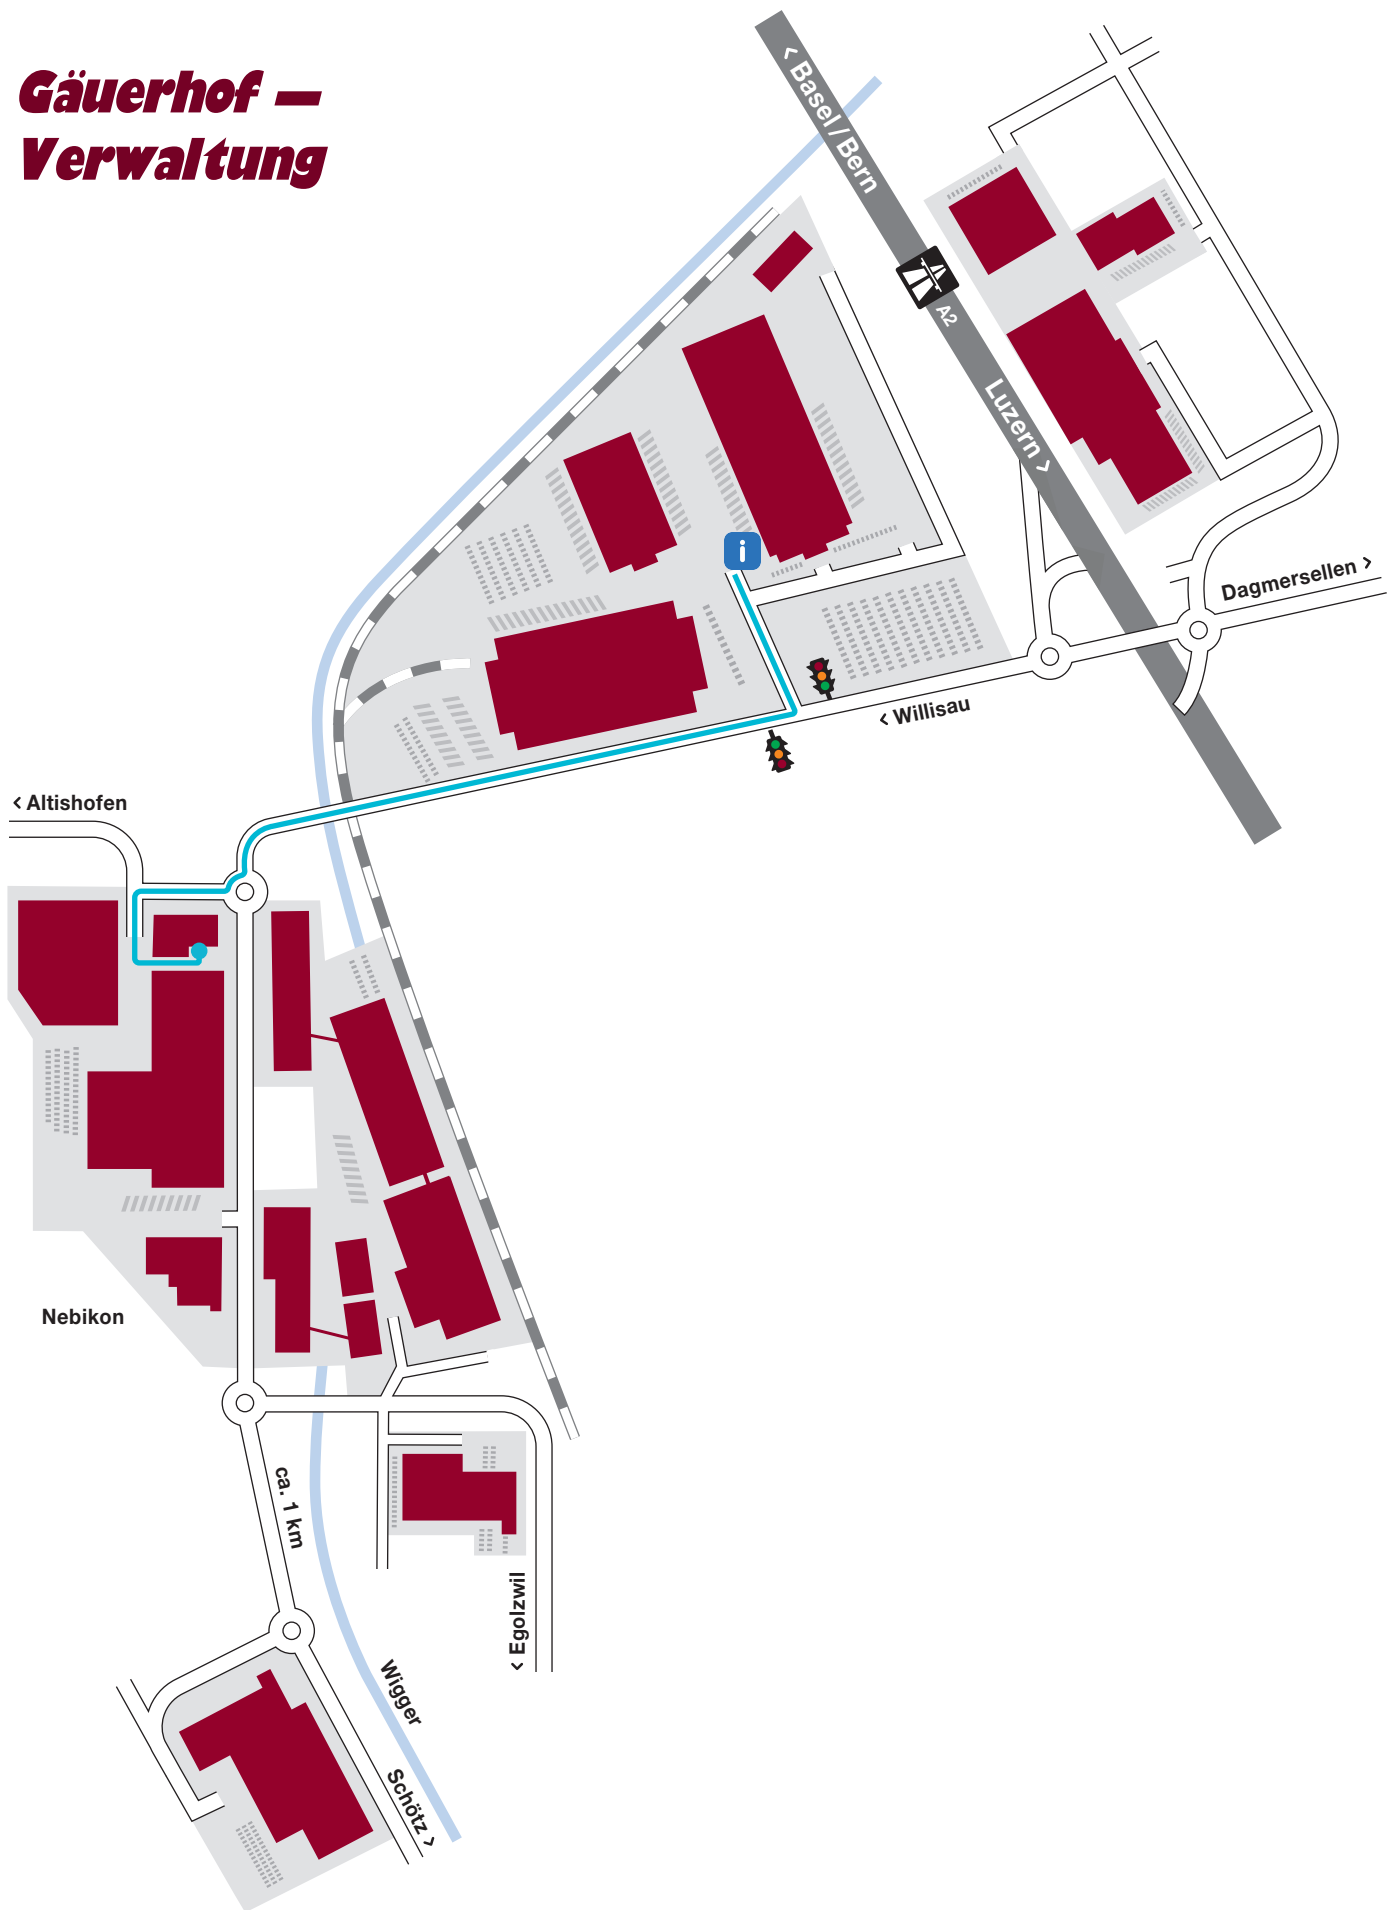 Gäuerhof –
Verwaltung
< Basel/Bern
A2
Luzern >
Dagmersellen >
i
< Willisau
< Altishofen
Nebikon
ca. 1 km
< Egolzwil
Wigger
Schötz >